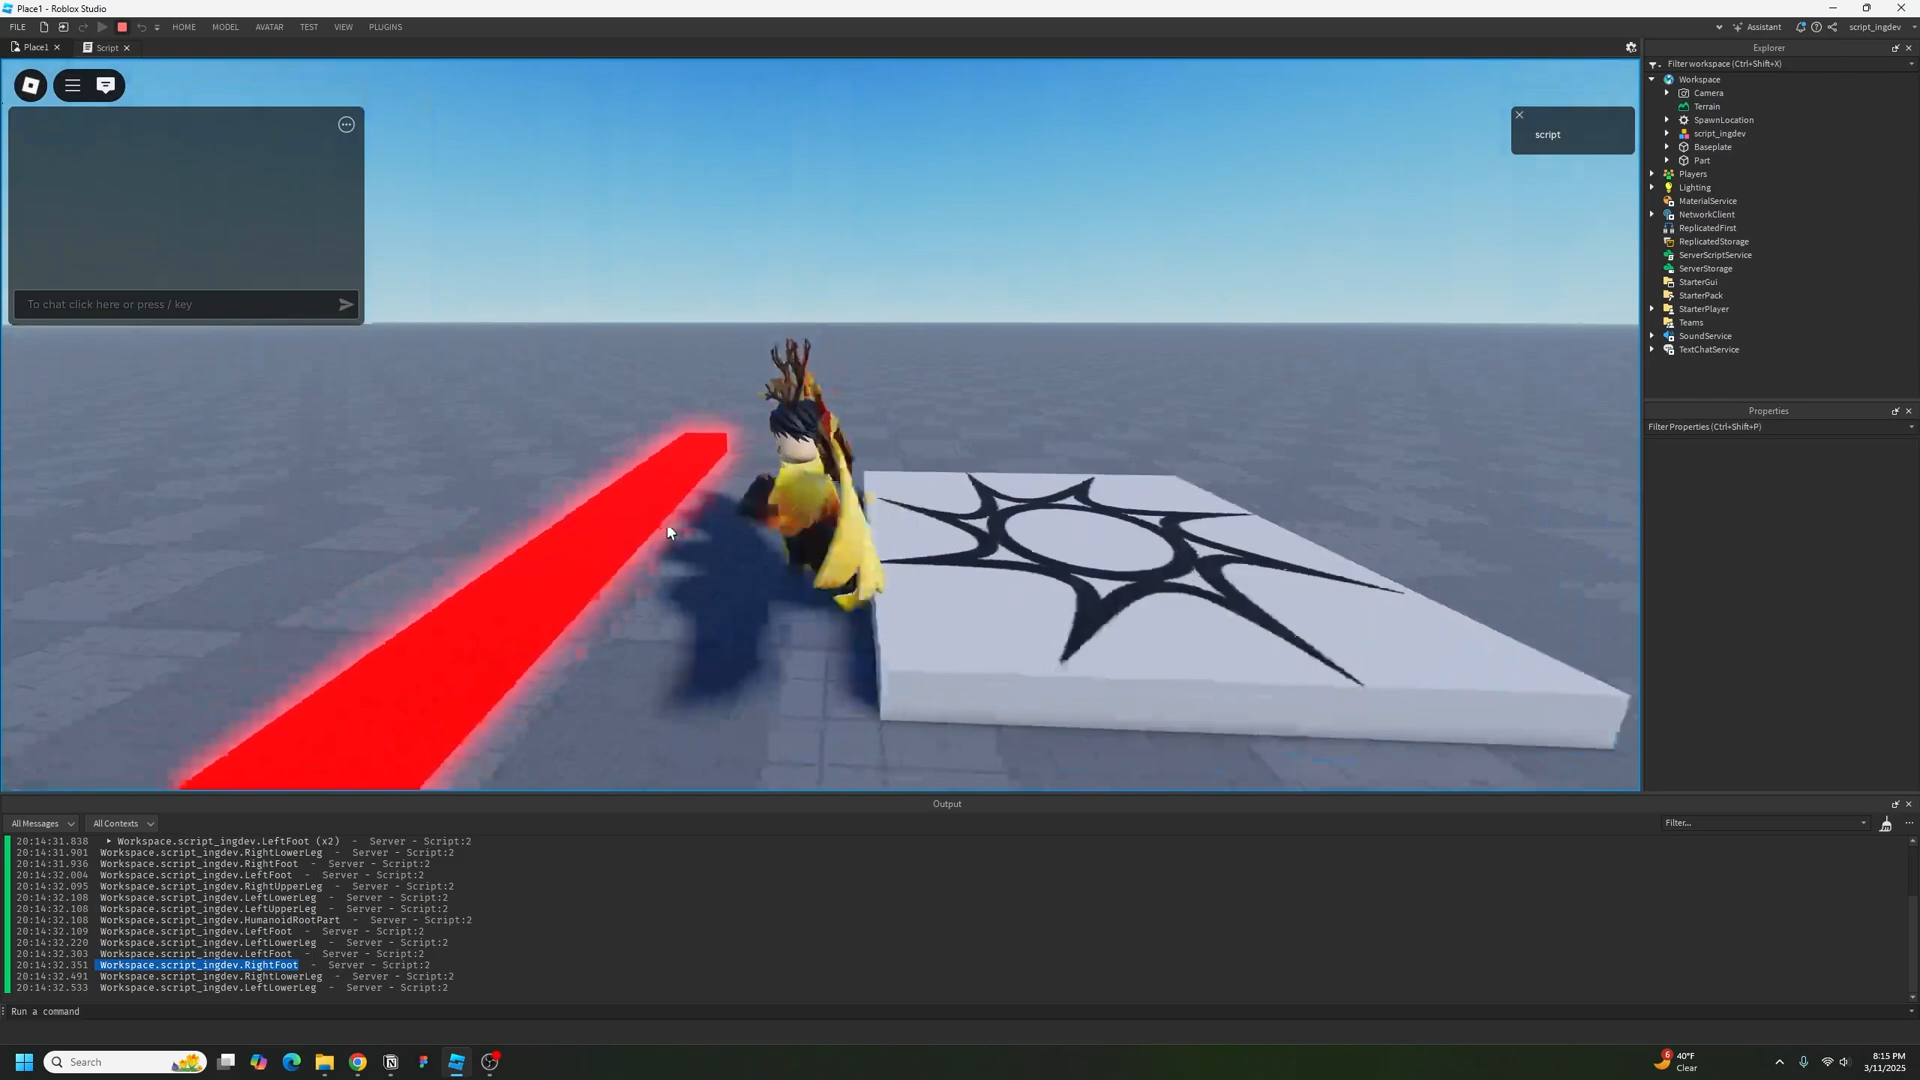 Place1 - Roblox Studio
FILE HOME MODEL AVATAR TEST VIEW PLUGINS Assistant script_ingdev
Place1 Script
script
To chat click here or press / key
Explorer
Filter workspace (Ctrl+Shift+X)
Workspace
Camera
Terrain
SpawnLocation
script_ingdev
Baseplate
Part
Players
Lighting
MaterialService
NetworkClient
ReplicatedFirst
ReplicatedStorage
ServerScriptService
ServerStorage
StarterGui
StarterPack
StarterPlayer
Teams
SoundService
TextChatService
Properties
Filter Properties (Ctrl+Shift+P)
Output
All Messages All Contexts Filter...
20:14:31.838 Workspace.script_ingdev.LeftFoot (x2) - Server - Script:2
20:14:31.901 Workspace.script_ingdev.RightLowerLeg - Server - Script:2
20:14:31.936 Workspace.script_ingdev.RightFoot - Server - Script:2
20:14:32.004 Workspace.script_ingdev.LeftFoot - Server - Script:2
20:14:32.095 Workspace.script_ingdev.RightUpperLeg - Server - Script:2
20:14:32.108 Workspace.script_ingdev.LeftLowerLeg - Server - Script:2
20:14:32.108 Workspace.script_ingdev.LeftUpperLeg - Server - Script:2
20:14:32.108 Workspace.script_ingdev.HumanoidRootPart - Server - Script:2
20:14:32.109 Workspace.script_ingdev.LeftFoot - Server - Script:2
20:14:32.220 Workspace.script_ingdev.LeftLowerLeg - Server - Script:2
20:14:32.303 Workspace.script_ingdev.LeftFoot - Server - Script:2
20:14:32.351 Workspace.script_ingdev.RightFoot - Server - Script:2
20:14:32.491 Workspace.script_ingdev.RightLowerLeg - Server - Script:2
20:14:32.533 Workspace.script_ingdev.LeftLowerLeg - Server - Script:2
Run a command
Search
6
40°F
Clear
8:15 PM
3/11/2025